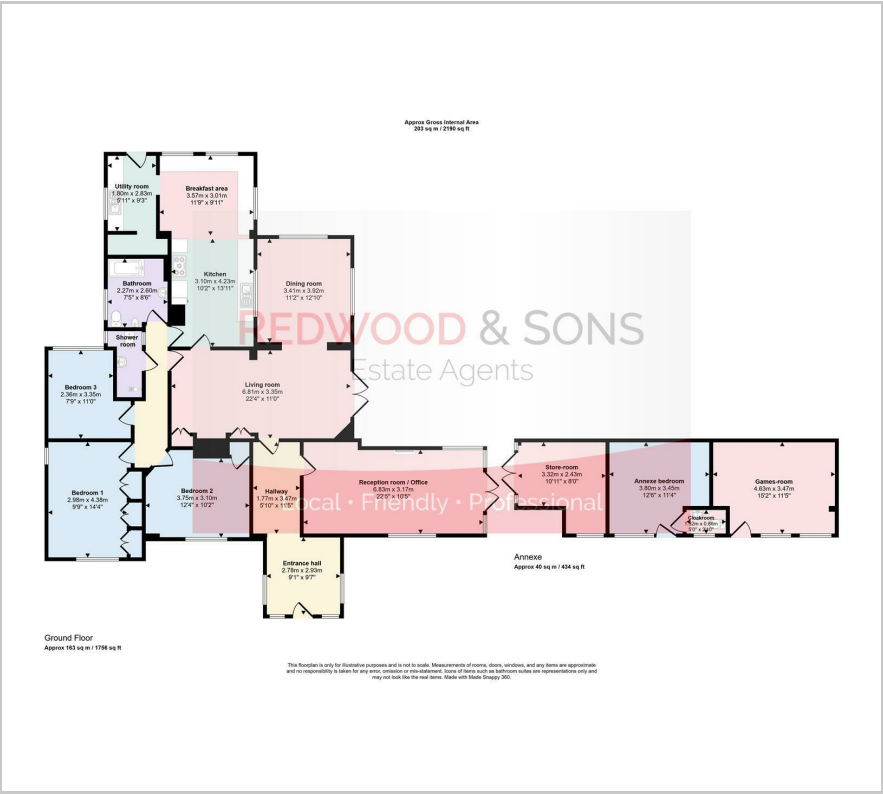 Approx Gross Internal Area
203 sq m / 2190 sq ft
Utility room
1.80m x 2.83m
5'11" x 9'3"
Breakfast area
3.57m x 3.01m
11'9" x 9'11"
Kitchen
3.10m x 4.23m
10'2" x 13'11"
Dining room
3.41m x 3.92m
11'2" x 12'10"
Bathroom
2.27m x 2.60m
7'5" x 8'6"
REDWOOD & SONS
Estate Agents
Shower
room
Bedroom 3
2.36m x 3.35m
7'9" x 11'0"
Living room
6.81m x 3.35m
22'4" x 11'0"
Bedroom 1
2.98m x 4.38m
9'9" x 14'4"
Bedroom 2
3.75m x 3.10m
12'4" x 10'2"
Hallway
1.77m x 3.47m
5'10" x 11'5"
Reception room / Office
6.83m x 3.17m
22'5" x 10'5"
Store-room
3.32m x 2.43m
10'11" x 8'0"
Annexe bedroom
3.80m x 3.45m
12'6" x 11'4"
Games-room
4.63m x 3.47m
15'2" x 11'5"
Local • Friendly • Professional
Cloakroom
Entrance hall
2.78m x 2.93m
9'1" x 9'7"
Annexe
Approx 40 sq m / 434 sq ft
Ground Floor
Approx 163 sq m / 1756 sq ft
This floorplan is only for illustrative purposes and is not to scale. Measurements of rooms, doors, windows, and any items are approximate
and no responsibility is taken for any error, omission or mis-statement. Icons of items such as bathroom suites are representations only and
may not look like the real items. Made with Made Snappy 360.